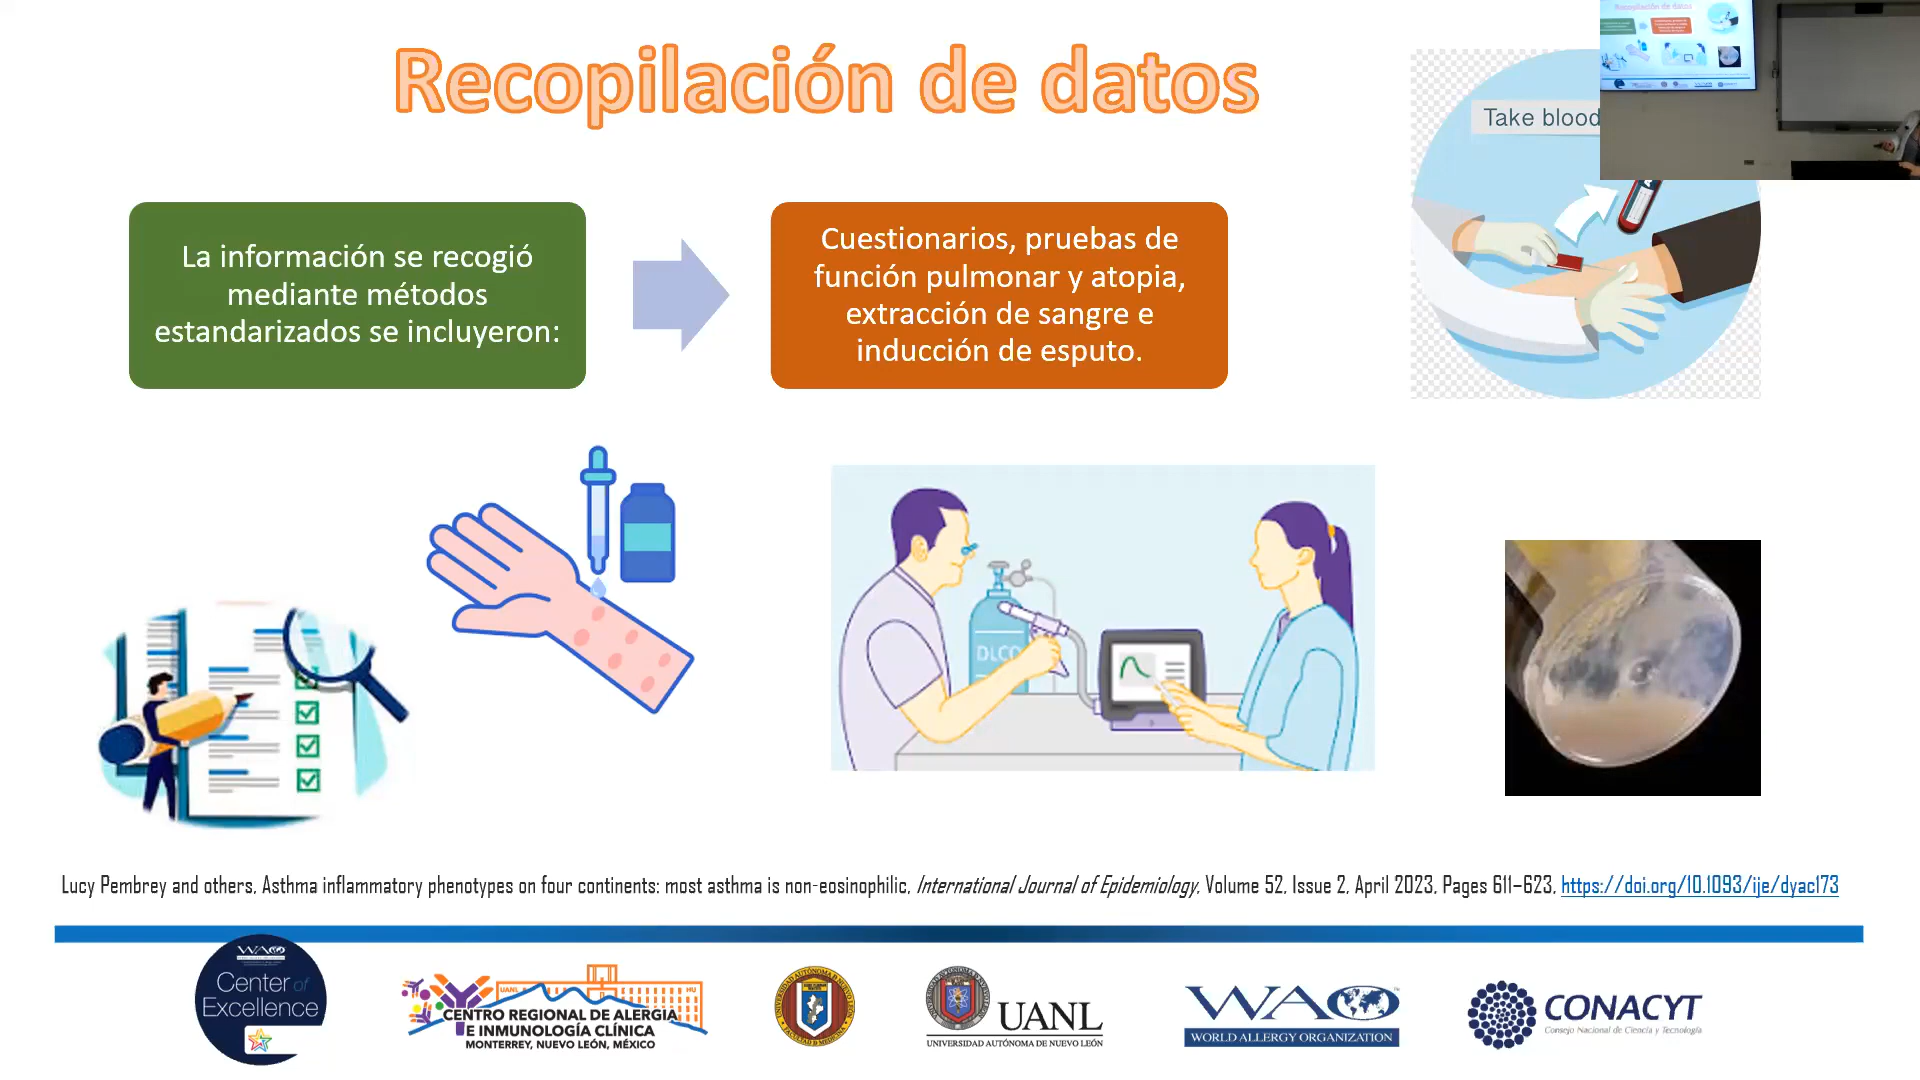 Recopilación de datos
Take blood
La información se recogió
mediante métodos
estandarizados se incluyeron:
Cuestionarios, pruebas de
función pulmonar y atopia,
extracción de sangre e
inducción de esputo.
DLCO
Lucy Pembrey and others, Asthma inflammatory phenotypes on four continents: most asthma is non-eosinophilic, International Journal of Epidemiology, Volume 52, Issue 2, April 2023, Pages 611–623, https://doi.org/10.1093/ije/dyac173
WAO
Center of
Excellence
UANL
HU
CENTRO REGIONAL DE ALERGIA
E INMUNOLOGÍA CLÍNICA
MONTERREY, NUEVO LEÓN, MÉXICO
UANL
UNIVERSIDAD AUTÓNOMA DE NUEVO LEÓN
WAO
WORLD ALLERGY ORGANIZATION
CONACYT
Consejo Nacional de Ciencia y Tecnología